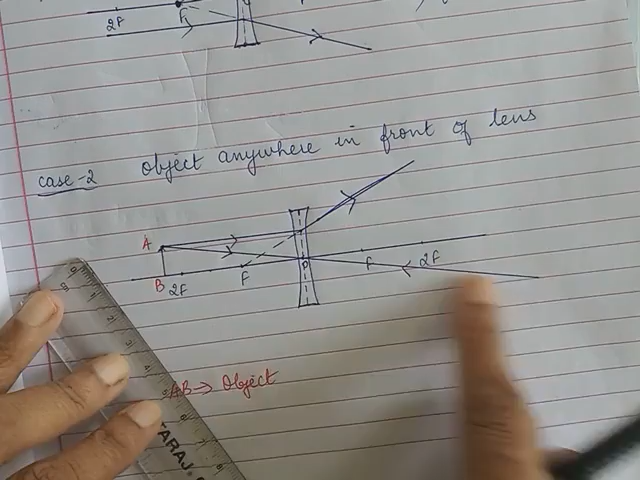 2F F
case-2 Object anywhere in front of lens
A
B 2F F P F 2F
AB → Object